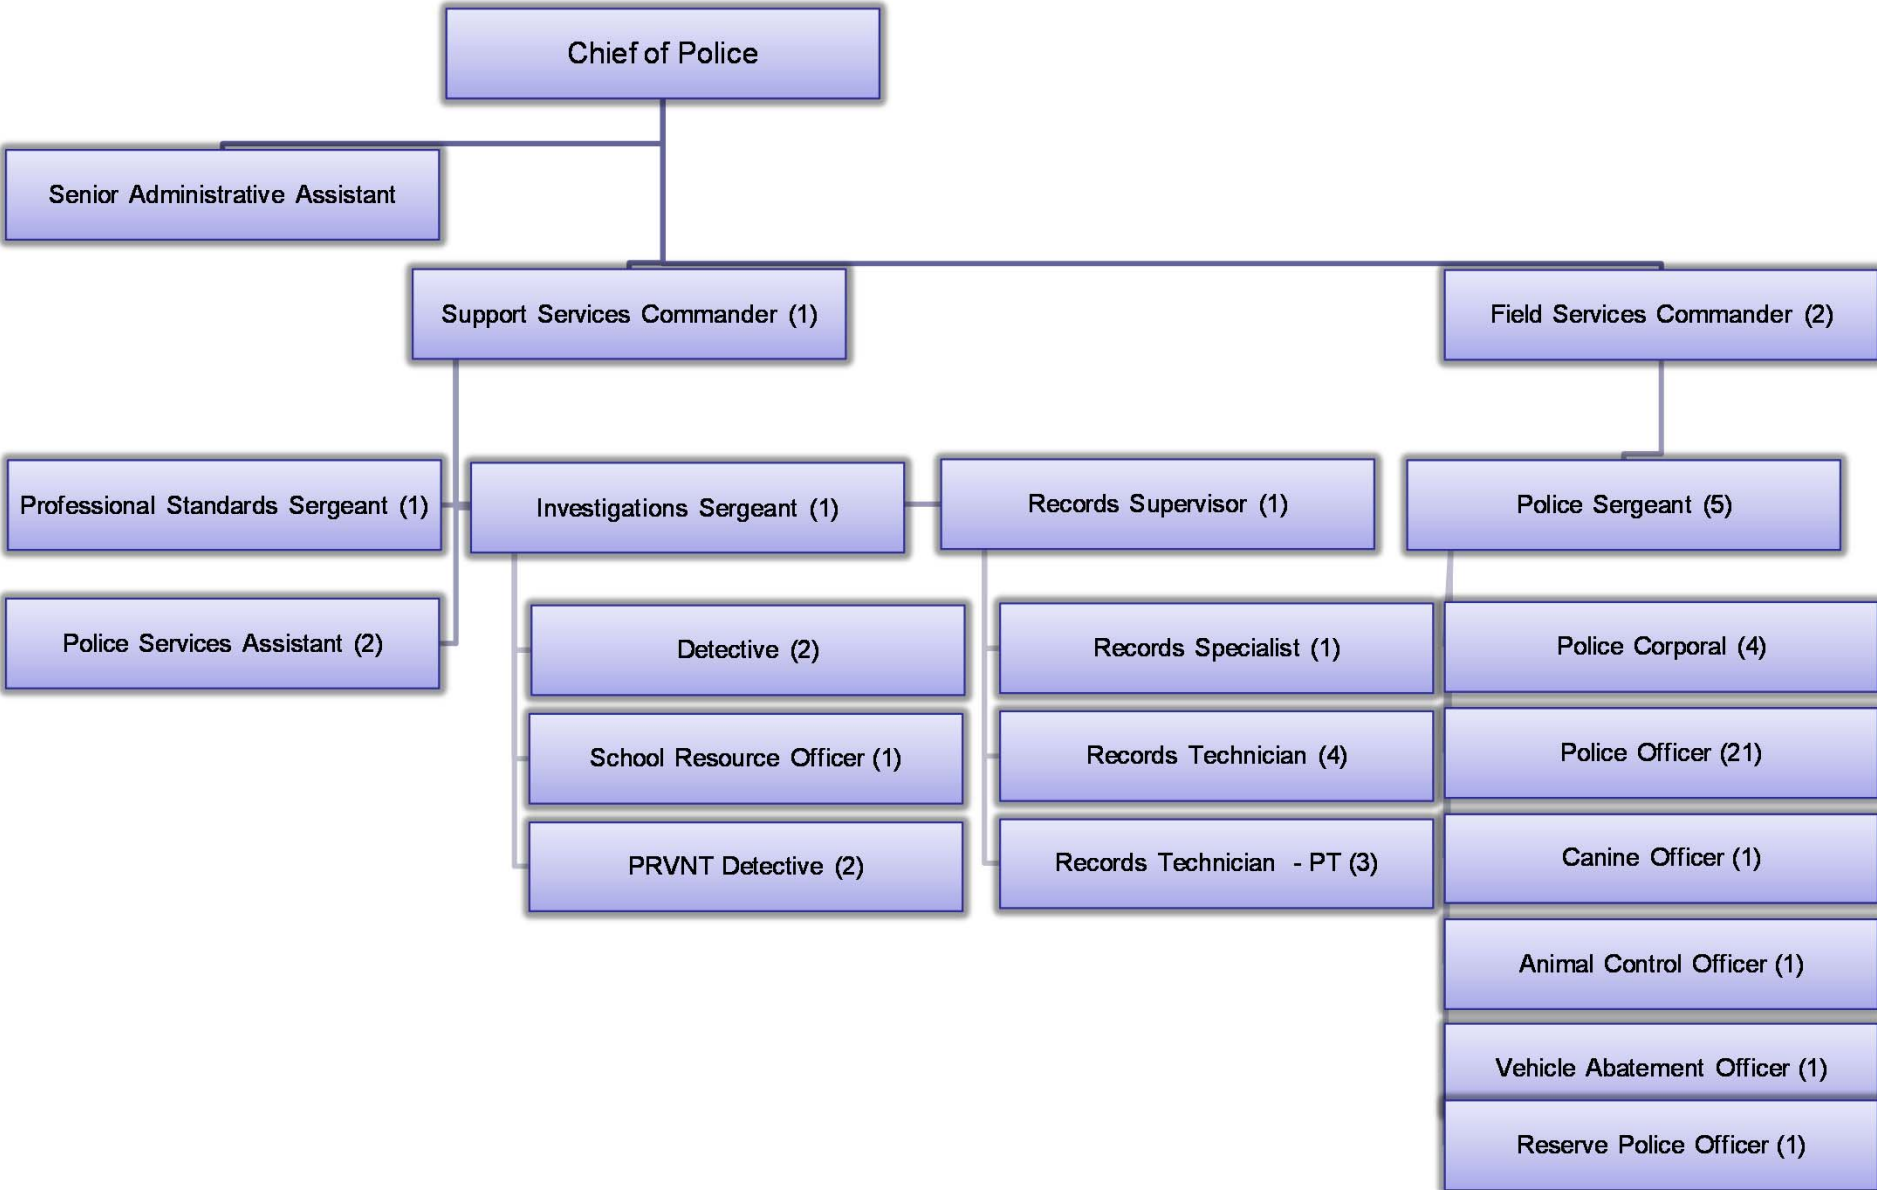 Chief of Police
Senior Administrative Assistant
Support Services Commander (1)
Field Services Commander (2)
Professional Standards Sergeant (1)
Investigations Sergeant (1)
Records Supervisor (1)
Police Sergeant (5)
Police Services Assistant (2)
Detective (2)
School Resource Officer (1)
PRVNT Detective (2)
Records Specialist (1)
Records Technician (4)
Records Technician - PT (3)
Police Corporal (4)
Police Officer (21)
Canine Officer (1)
Animal Control Officer (1)
Vehicle Abatement Officer (1)
Reserve Police Officer (1)